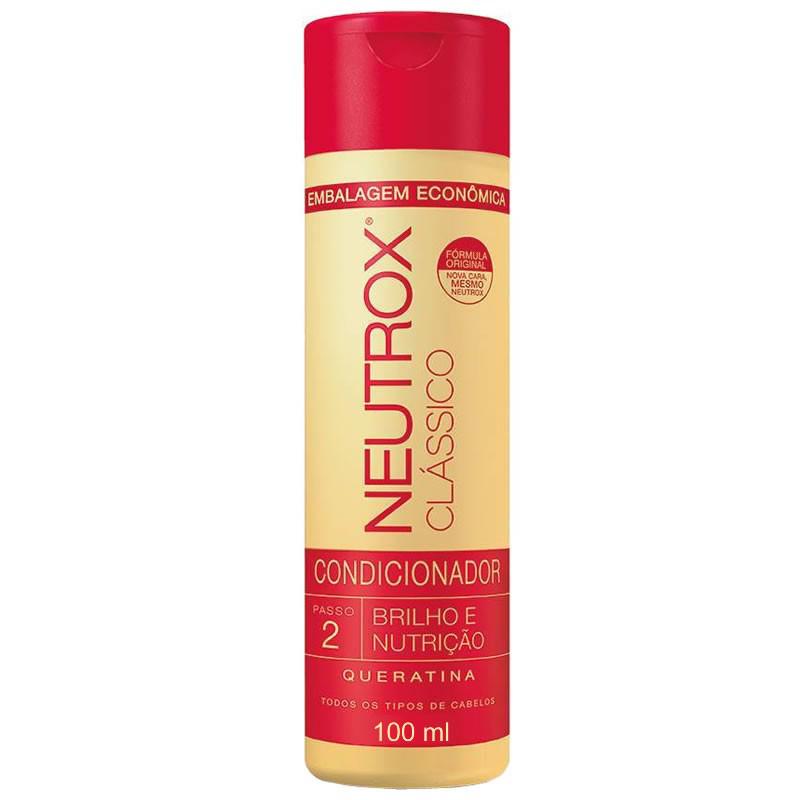 EMBALAGEM ECONÔMICA
NEUTROX®
CLÁSSICO
FÓRMULA
ORIGINAL
NOVA CARA,
MESMO
NEUTROX
CONDICIONADOR
PASSO
2
BRILHO E
NUTRIÇÃO
QUERATINA
TODOS OS TIPOS DE CABELOS
100 ml